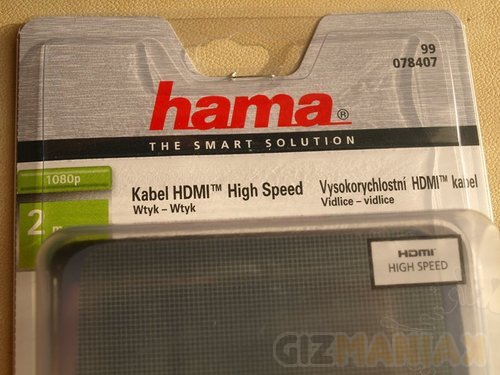 99
078407
hama®
THE SMART SOLUTION
1080p
Kabel HDMI™ High Speed
Wtyk – Wtyk
Vysokorychlostní HDMI™ kabel
Vidlice – vidlice
2 m
HDMI
HIGH SPEED
GIZMANIAK